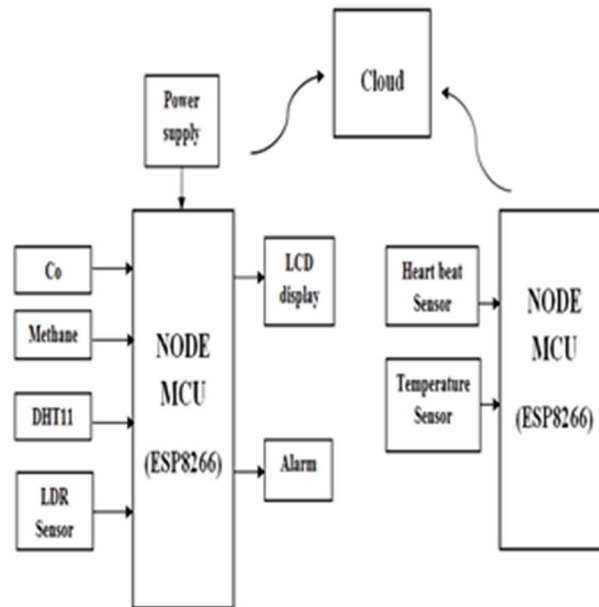 Cloud
Power
supply
Co
Methane
DHT11
LDR
Sensor
NODE
MCU
(ESP8266)
LCD
display
Alarm
Heart beat
Sensor
Temperature
Sensor
NODE
MCU
(ESP8266)